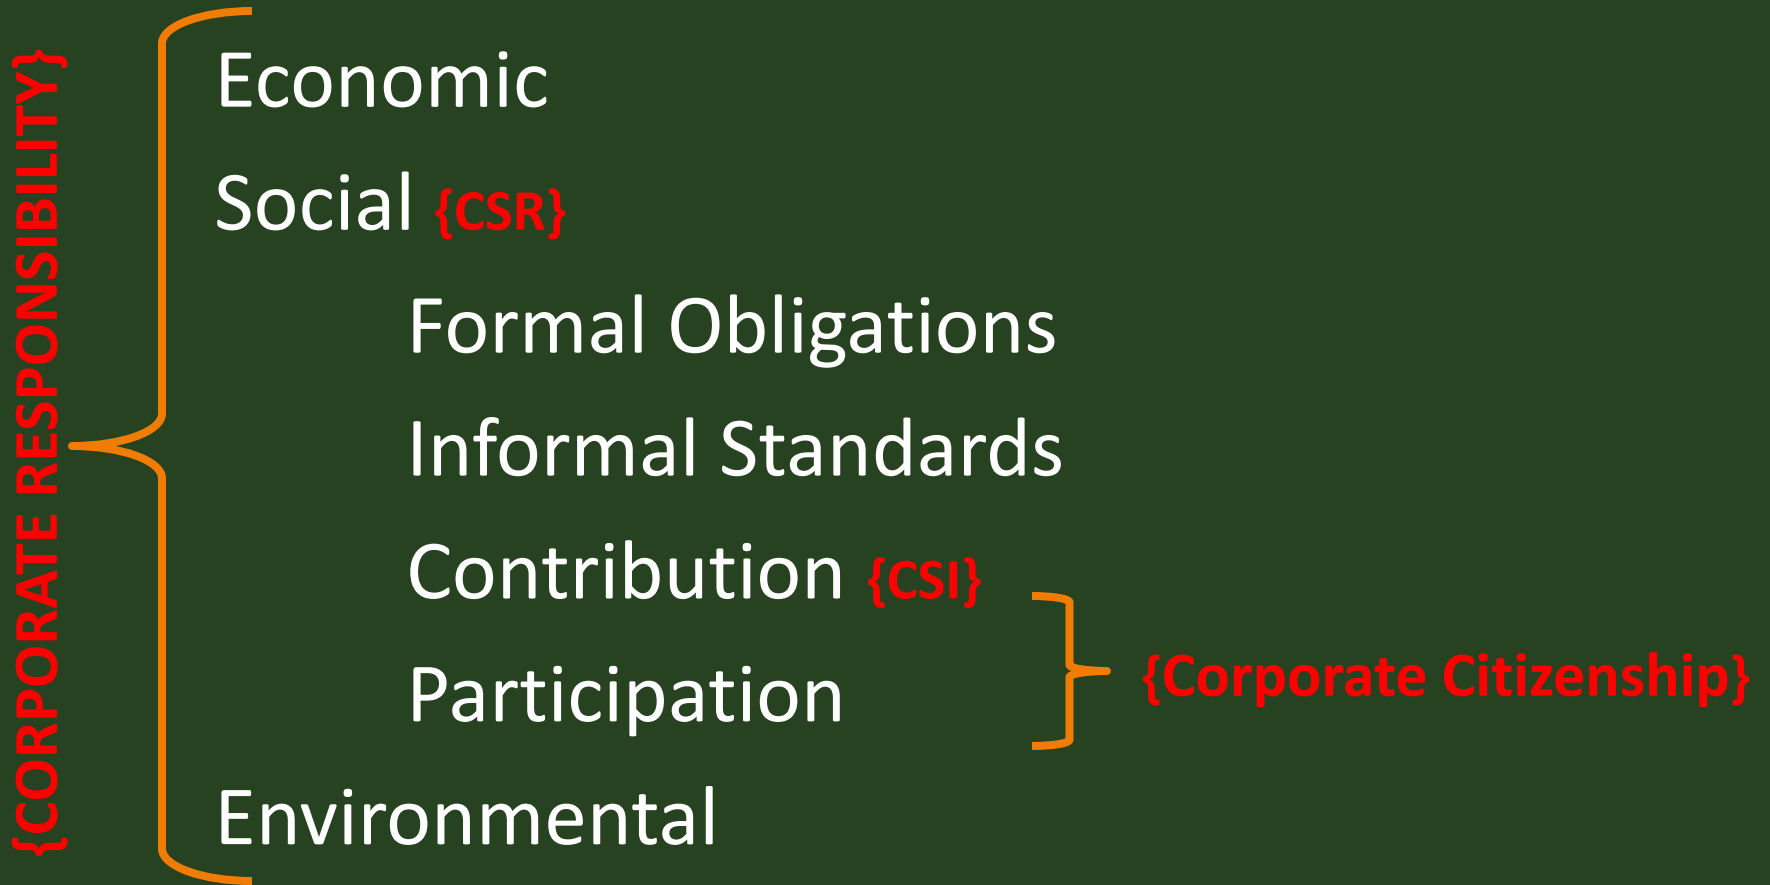 {CORPORATE RESPONSIBILITY}
Economic
Social {CSR}
Formal Obligations
Informal Standards
Contribution {CSI}
{Corporate Citizenship}
Participation
Environmental